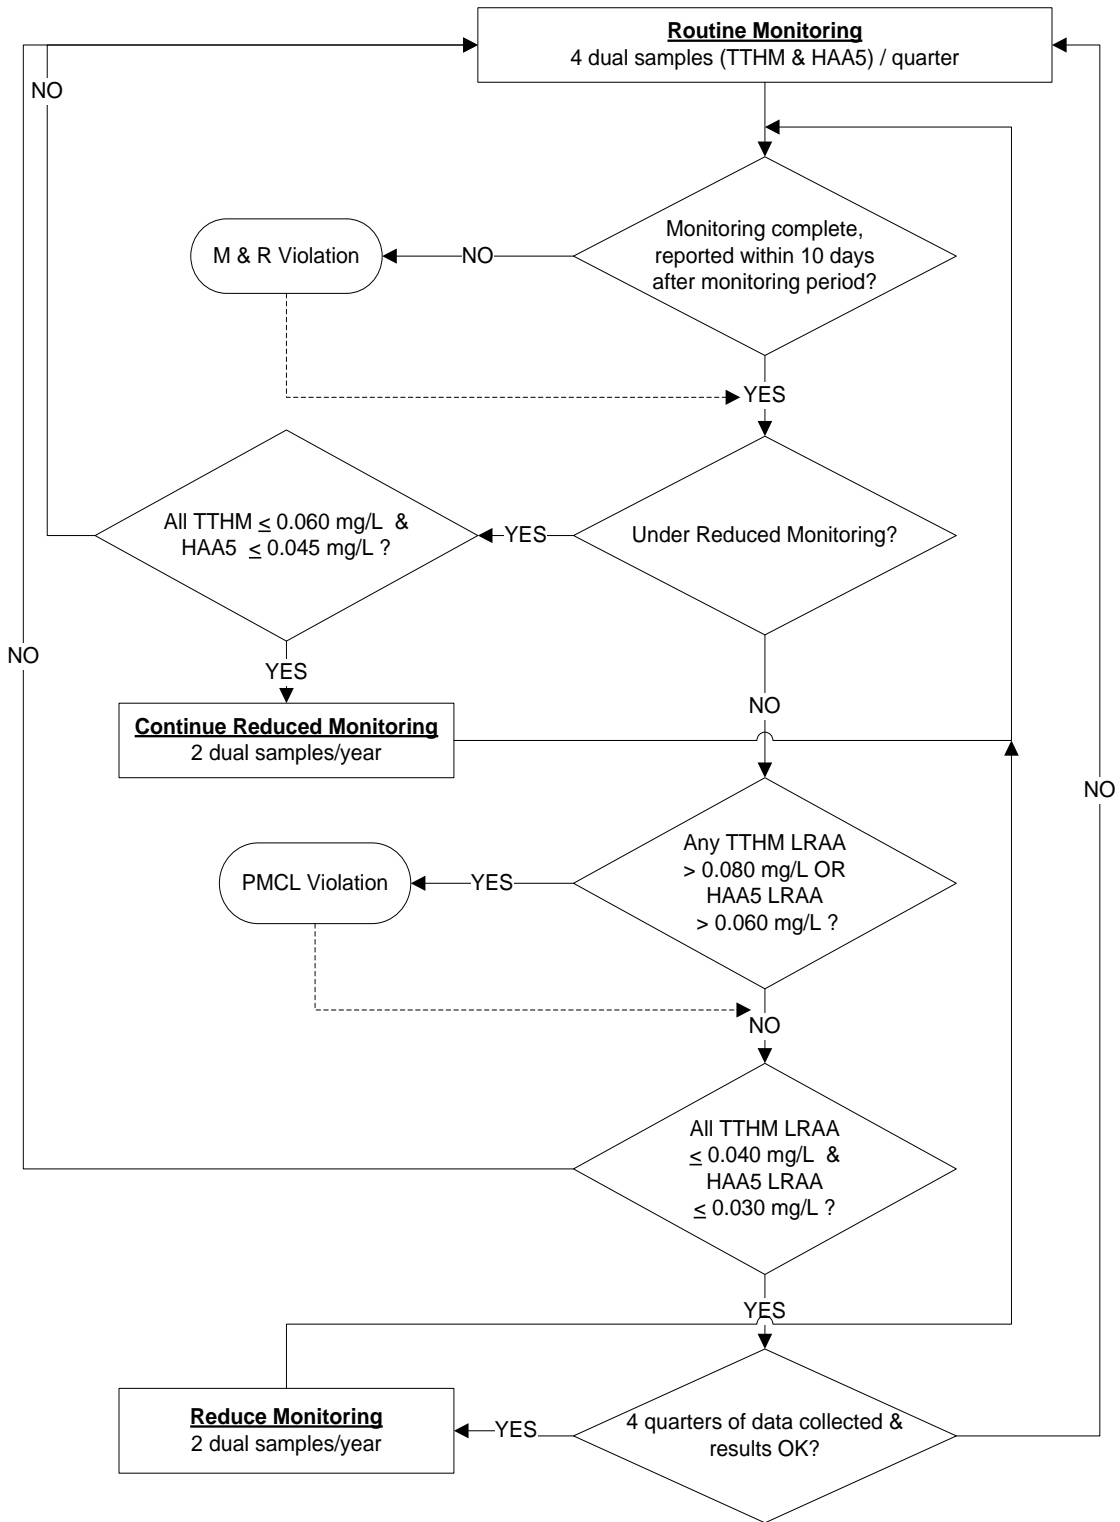 Routine Monitoring
4 dual samples (TTHM & HAA5) / quarter
NO
Monitoring complete,
reported within 10 days
after monitoring period?
M & R Violation
NO
YES
All TTHM ≤ 0.060 mg/L &
HAA5 ≤ 0.045 mg/L ?
YES
Under Reduced Monitoring?
NO
YES
NO
Continue Reduced Monitoring
2 dual samples/year
NO
Any TTHM LRAA
> 0.080 mg/L OR
HAA5 LRAA
> 0.060 mg/L ?
PMCL Violation
YES
NO
All TTHM LRAA
≤ 0.040 mg/L &
HAA5 LRAA
≤ 0.030 mg/L ?
YES
Reduce Monitoring
2 dual samples/year
YES
4 quarters of data collected &
results OK?